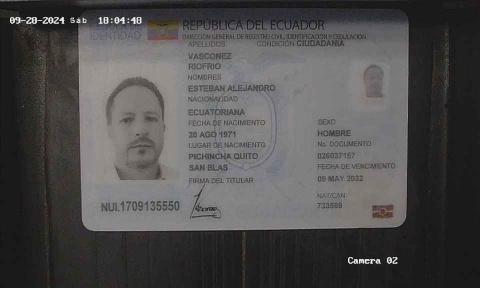 09-28-2024 Sáb 18:04:48
REPÚBLICA DEL ECUADOR
IDENTIDAD
DIRECCIÓN GENERAL DE REGISTRO CIVIL, IDENTIFICACIÓN Y CEDULACIÓN
APELLIDOS CONDICIÓN CIUDADANÍA
VASCONEZ
RIOFRIO
NOMBRES
ESTEBAN ALEJANDRO
NACIONALIDAD
ECUATORIANA
FECHA DE NACIMIENTO SEXO
20 AGO 1971 HOMBRE
LUGAR DE NACIMIENTO No. DOCUMENTO
PICHINCHA QUITO 026037157
SAN BLAS FECHA DE VENCIMIENTO
FIRMA DEL TITULAR 09 MAY 2032
NAT/CAN
NUI.1709135550 733589
Camera 02